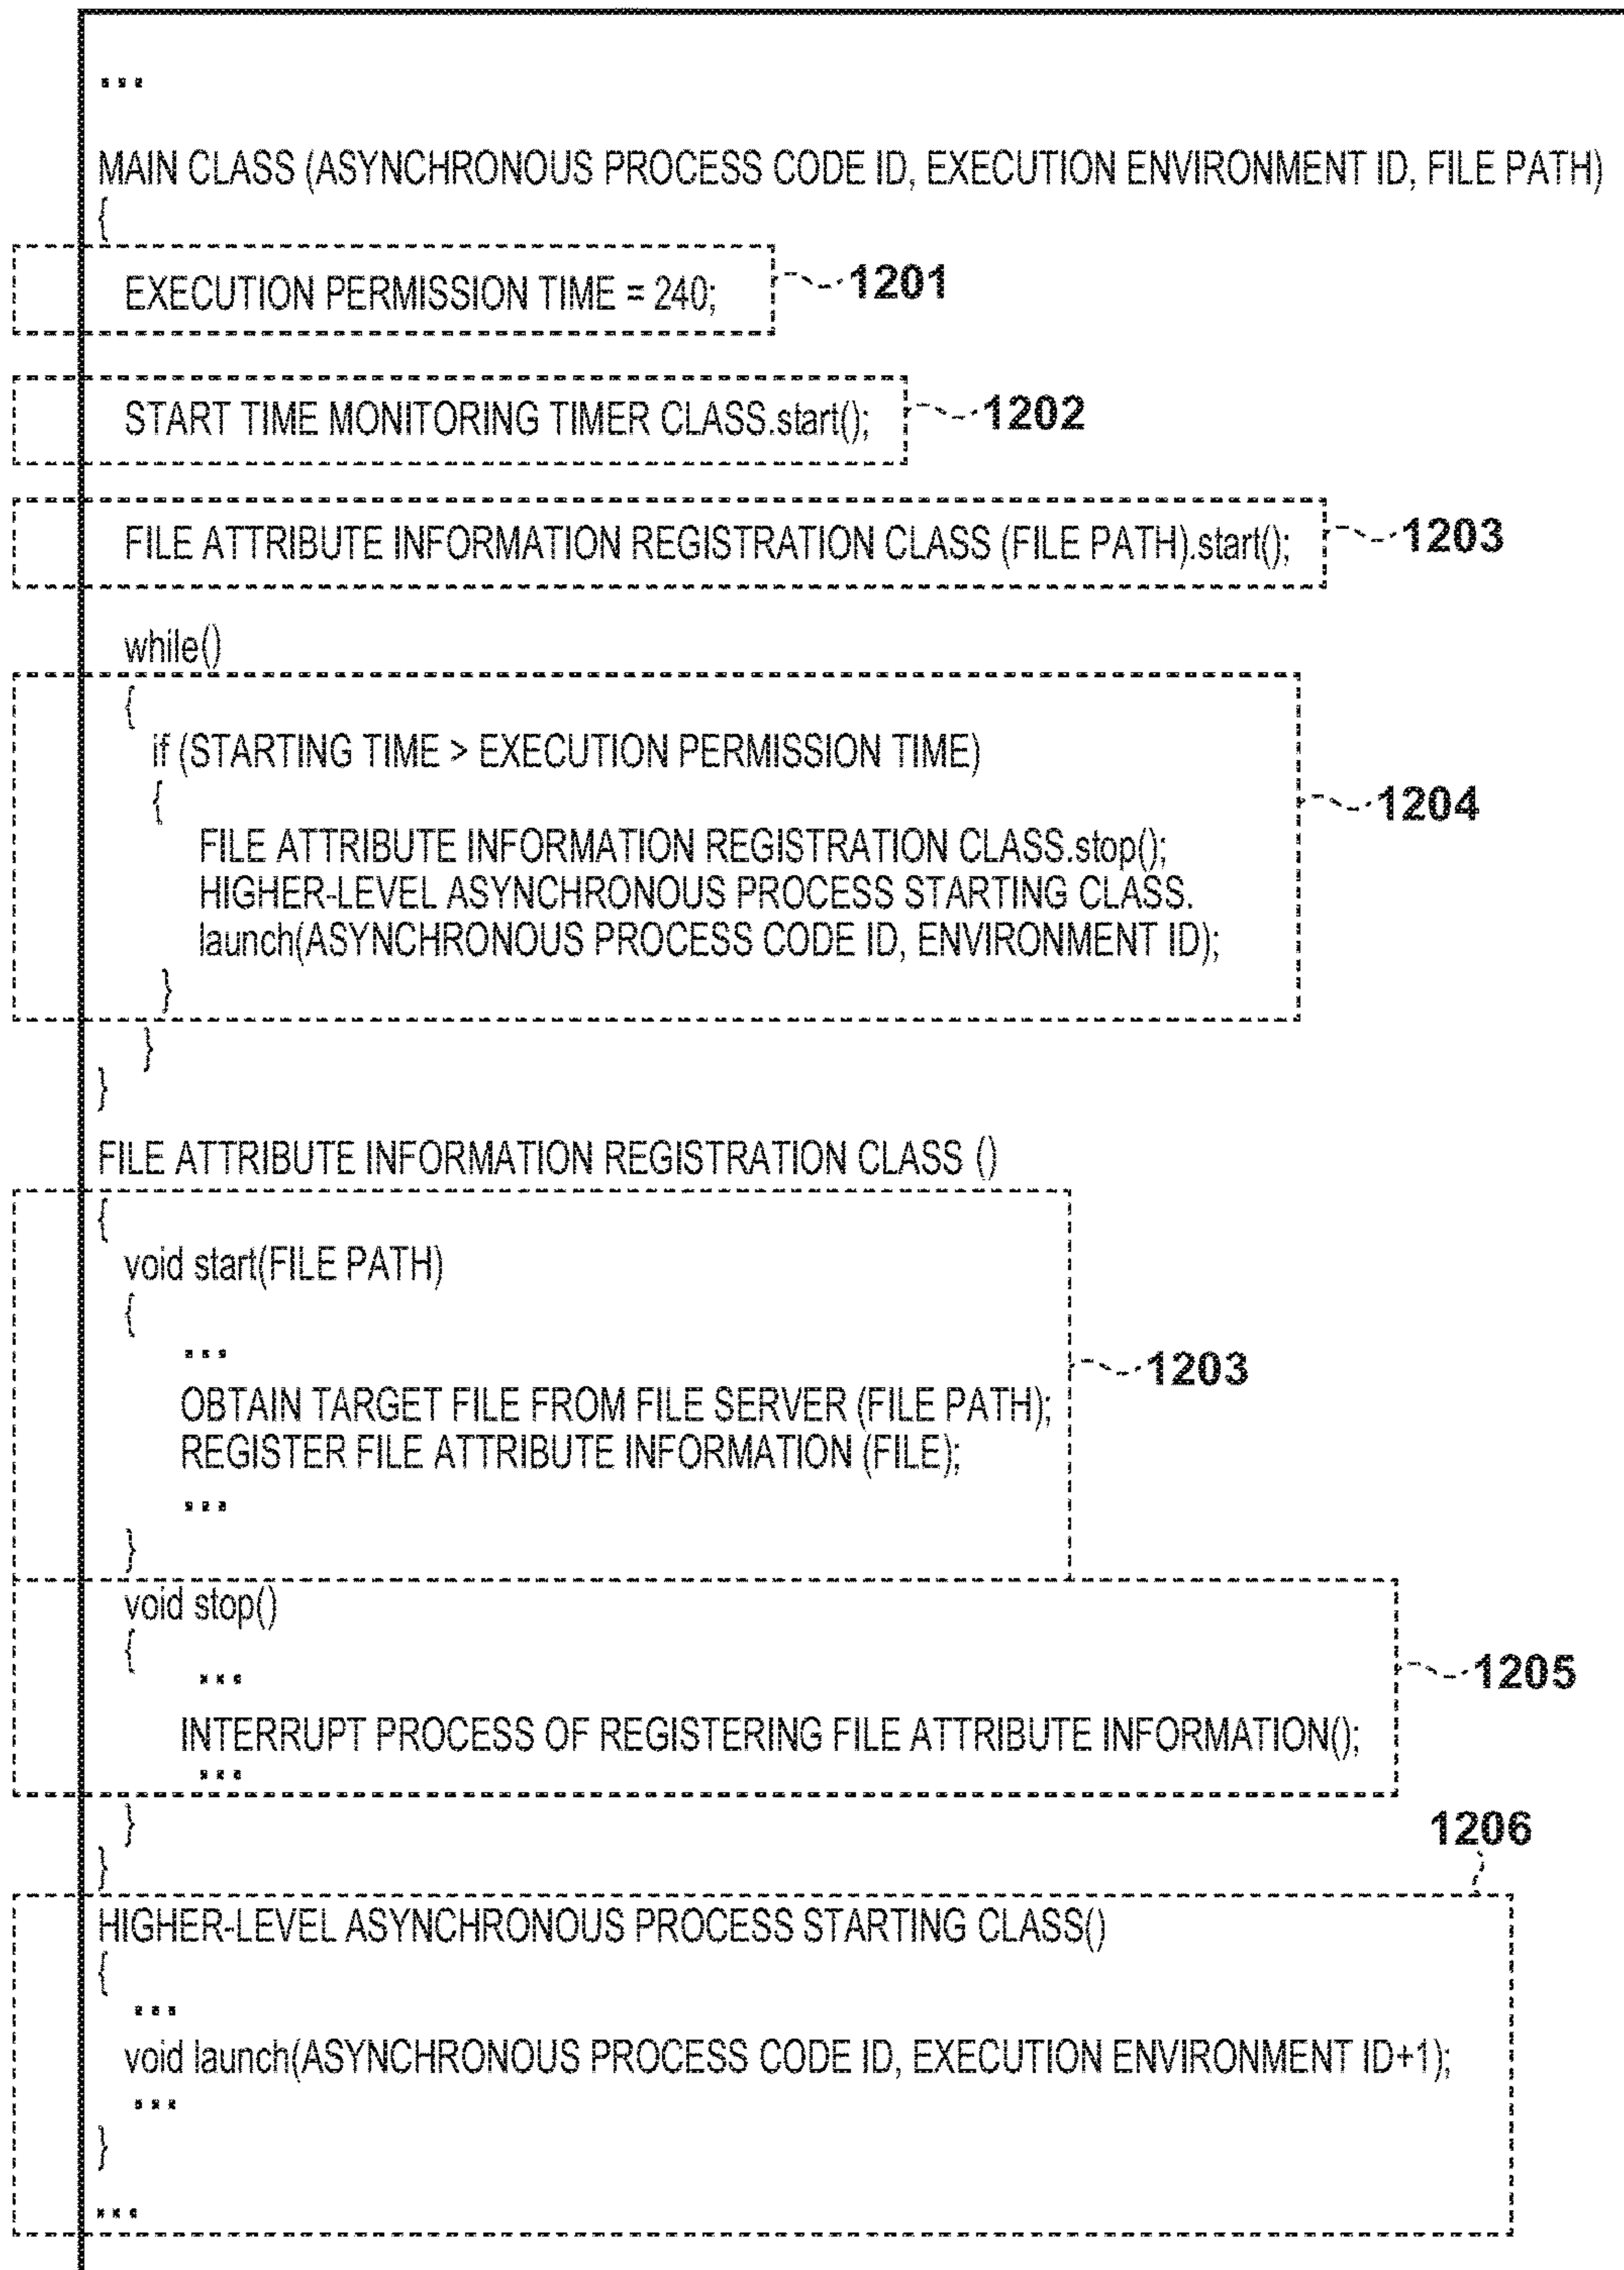 ...
MAIN CLASS (ASYNCHRONOUS PROCESS CODE ID, EXECUTION ENVIRONMENT ID, FILE PATH)
{
EXECUTION PERMISSION TIME = 240;
1201
START TIME MONITORING TIMER CLASS.start();
1202
FILE ATTRIBUTE INFORMATION REGISTRATION CLASS (FILE PATH).start();
1203
while()
{
if (STARTING TIME > EXECUTION PERMISSION TIME)
{
1204
FILE ATTRIBUTE INFORMATION REGISTRATION CLASS.stop();
HIGHER-LEVEL ASYNCHRONOUS PROCESS STARTING CLASS.
launch(ASYNCHRONOUS PROCESS CODE ID, ENVIRONMENT ID);
}
}
}
FILE ATTRIBUTE INFORMATION REGISTRATION CLASS ()
{
void start(FILE PATH)
{
...
1203
OBTAIN TARGET FILE FROM FILE SERVER (FILE PATH);
REGISTER FILE ATTRIBUTE INFORMATION (FILE);
...
}
void stop()
{
...
1205
INTERRUPT PROCESS OF REGISTERING FILE ATTRIBUTE INFORMATION();
...
}
1206
}
HIGHER-LEVEL ASYNCHRONOUS PROCESS STARTING CLASS()
{
...
void launch(ASYNCHRONOUS PROCESS CODE ID, EXECUTION ENVIRONMENT ID+1);
...
}
...